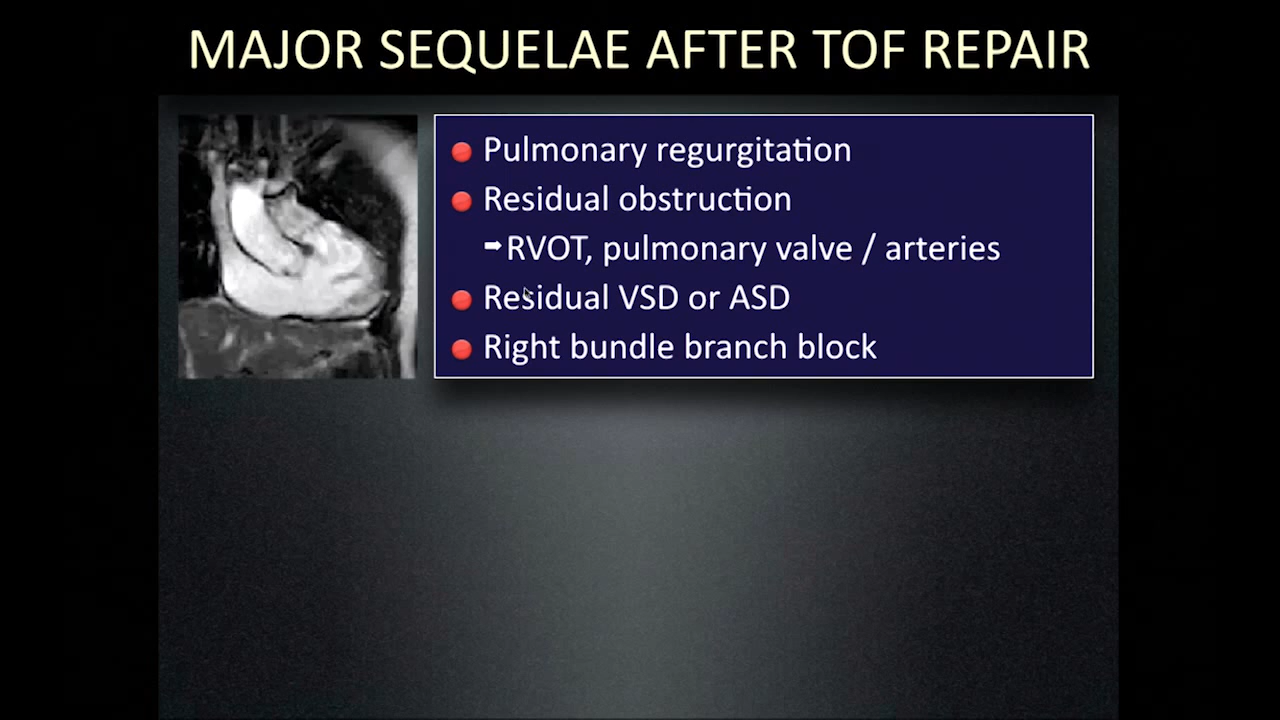 MAJOR SEQUELAE AFTER TOF REPAIR
Pulmonary regurgitation
Residual obstruction
➡RVOT, pulmonary valve / arteries
Residual VSD or ASD
Right bundle branch block